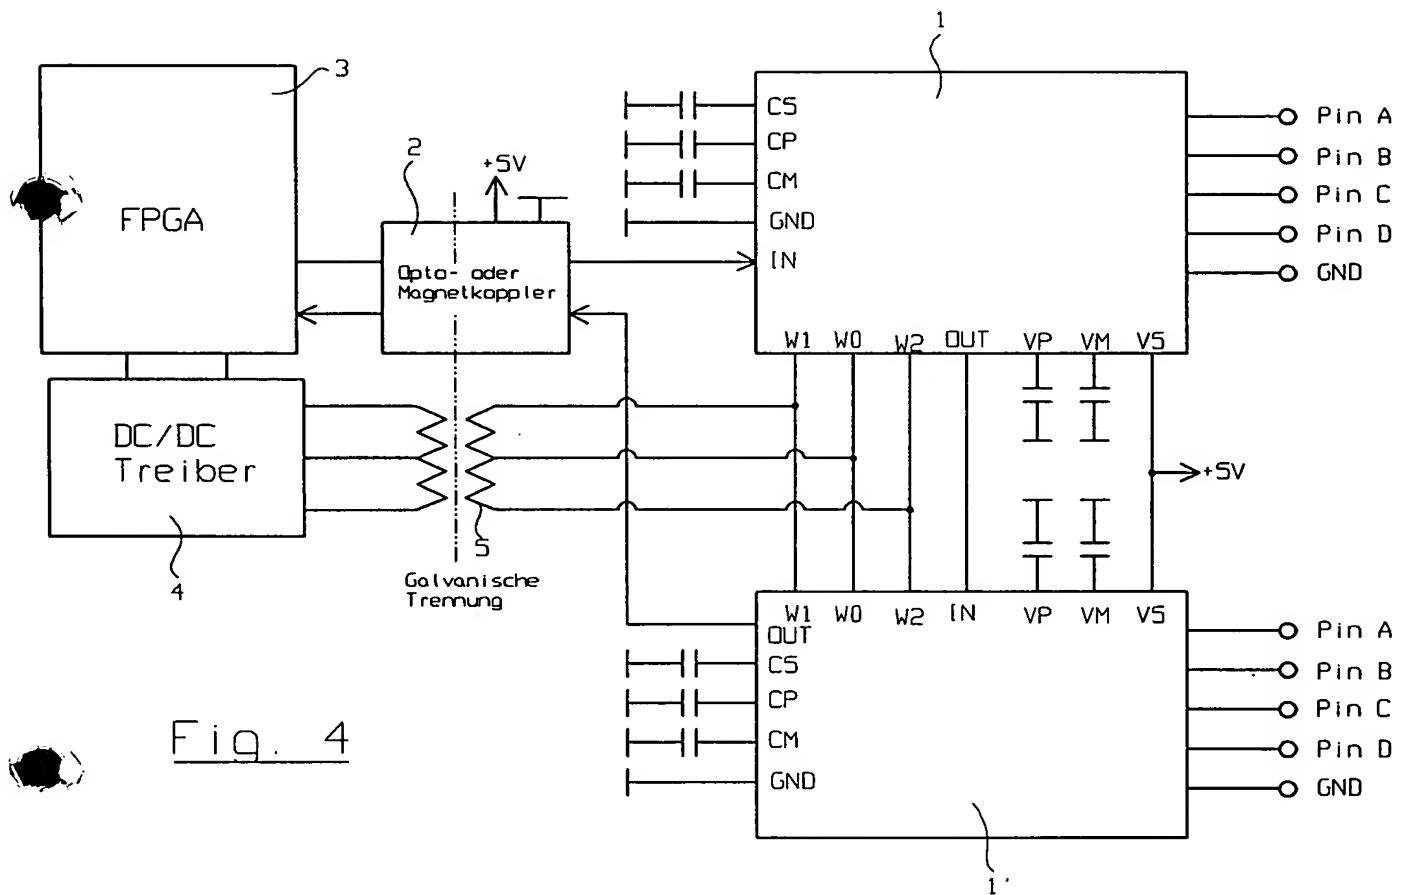 1
3
CS
CP
CM
GND
IN
W1 W0 W2 OUT VP VM VS
Pin A
Pin B
Pin C
Pin D
GND
FPGA
2
+5V
Opto- oder
Magnetkoppler
DC/DC
Treiber
4
5
Galvanische
Trennung
+5V
W1 W0 W2 IN VP VM VS
OUT
CS
CP
CM
GND
Pin A
Pin B
Pin C
Pin D
GND
1'
Fig. 4